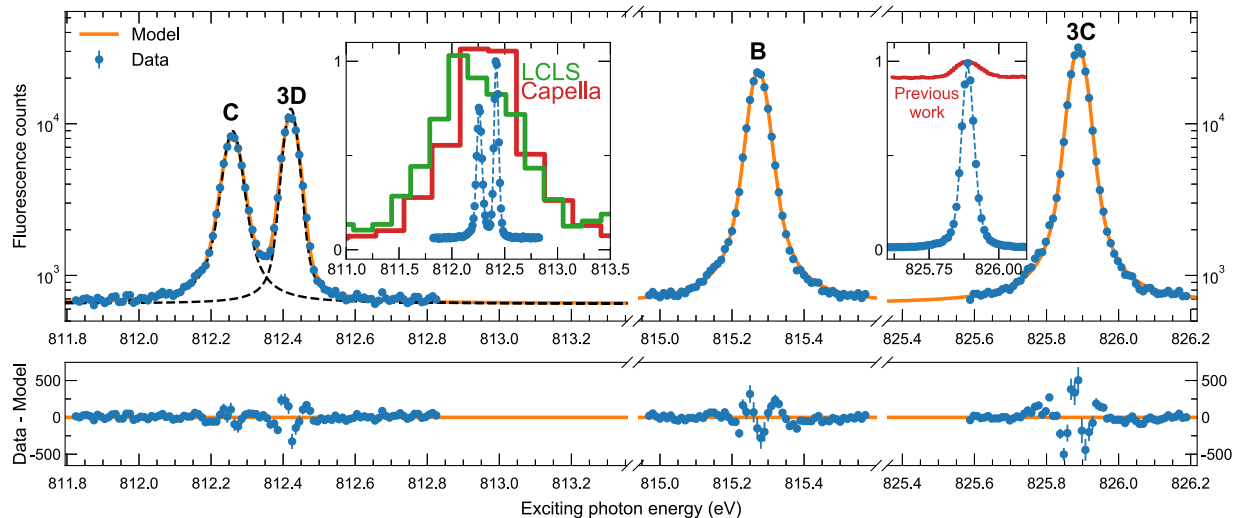 Model
Data
C
3D
B
3C
LCLS
Capella
Previous
work
Fluorescence counts
10⁴
10³
10⁴
10³
1
0
811.0 811.5 812.0 812.5 813.0 813.5
1
0
825.75 826.00
811.8 812.0 812.2 812.4 812.6 812.8 813.0 813.2 815.0 815.2 815.4 815.6 825.4 825.6 825.8 826.0 826.2
Data - Model
500
0
-500
500
0
-500
811.8 812.0 812.2 812.4 812.6 812.8 813.0 813.2 815.0 815.2 815.4 815.6 825.4 825.6 825.8 826.0 826.2
Exciting photon energy (eV)